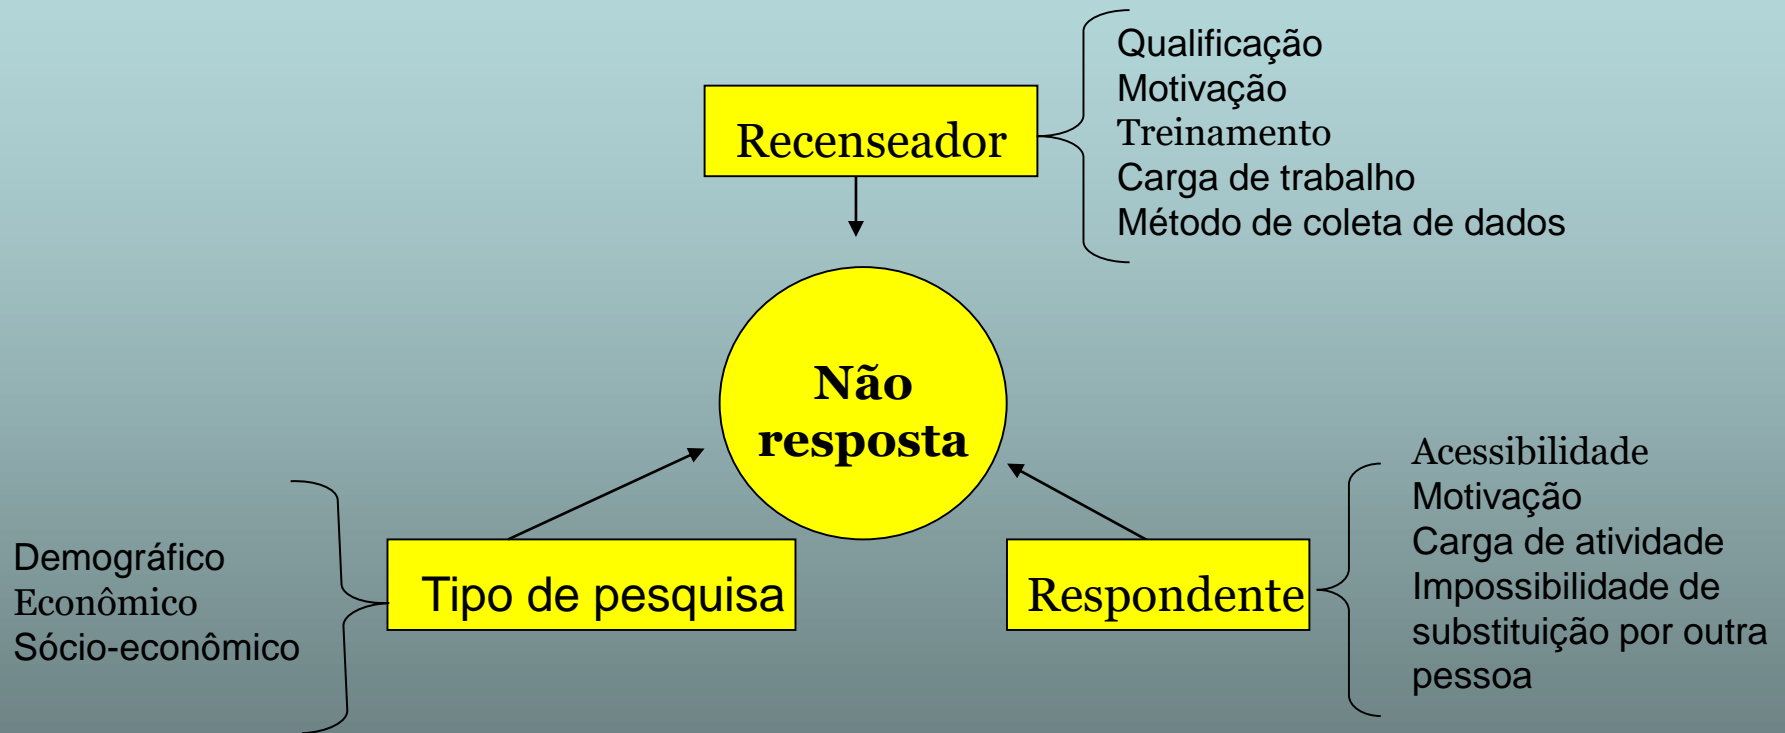 Qualificação
Motivação
Treinamento
Carga de trabalho
Método de coleta de dados
Recenseador
Não
resposta
Demográfico
Econômico
Sócio-econômico
Tipo de pesquisa
Respondente
Acessibilidade
Motivação
Carga de atividade
Impossibilidade de
substituição por outra
pessoa